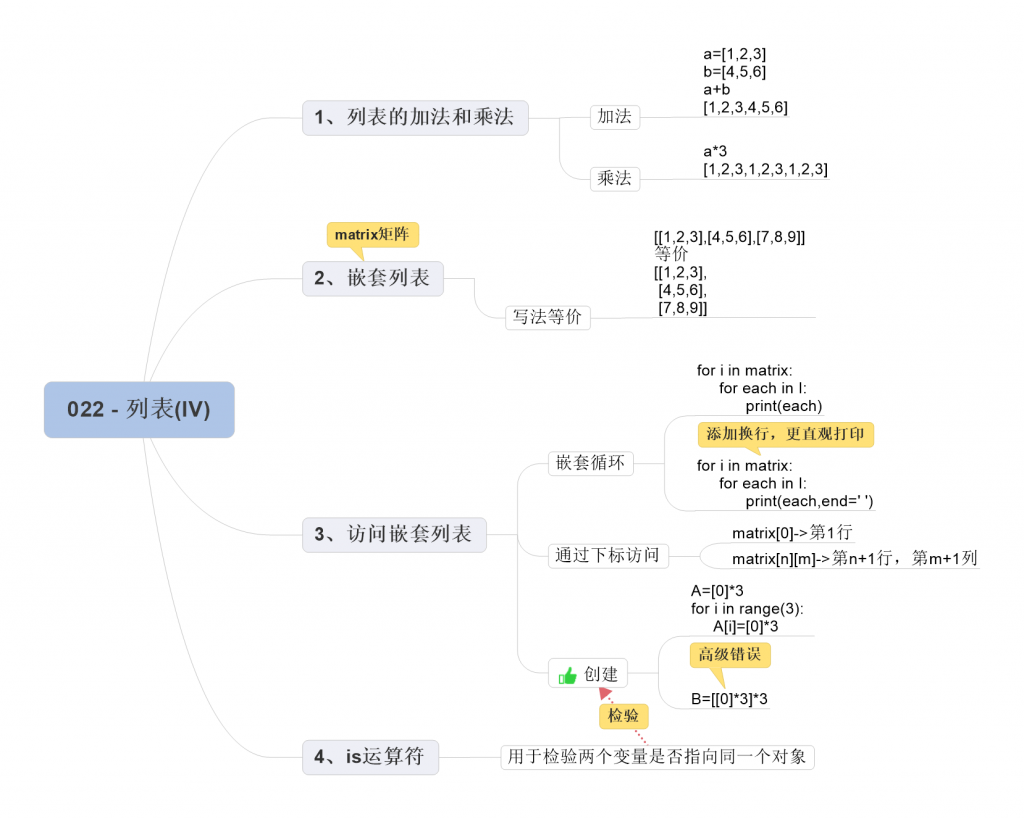 022 - 列表(IV)
1、列表的加法和乘法
加法
a=[1,2,3]
b=[4,5,6]
a+b
[1,2,3,4,5,6]
乘法
a*3
[1,2,3,1,2,3,1,2,3]
matrix矩阵
2、嵌套列表
写法等价
[[1,2,3],[4,5,6],[7,8,9]]
等价
[[1,2,3],
[4,5,6],
[7,8,9]]
3、访问嵌套列表
嵌套循环
for i in matrix:
for each in I:
print(each)
添加换行，更直观打印
for i in matrix:
for each in I:
print(each,end=' ')
通过下标访问
matrix[0]->第1行
matrix[n][m]->第n+1行，第m+1列
创建
A=[0]*3
for i in range(3):
A[i]=[0]*3
高级错误
B=[[0]*3]*3
检验
4、is运算符
用于检验两个变量是否指向同一个对象